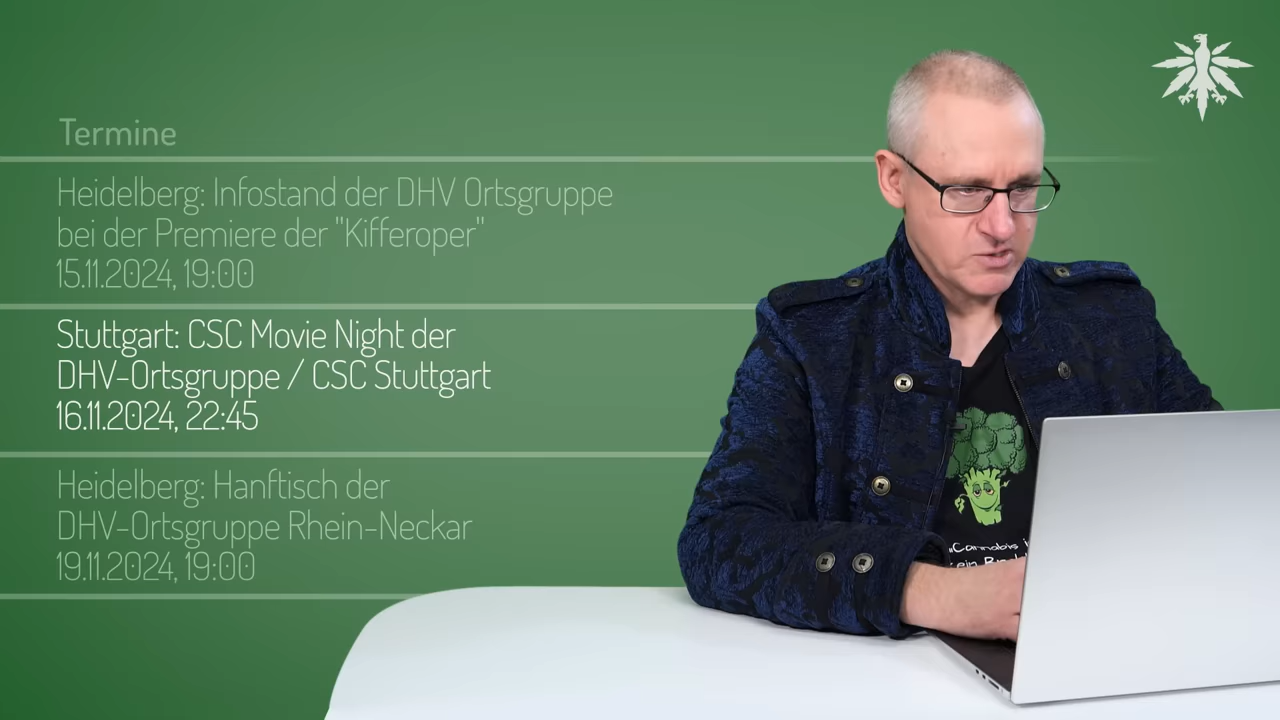 Termine
Heidelberg: Infostand der DHV Ortsgruppe
bei der Premiere der "Kifferoper"
15.11.2024, 19:00
Stuttgart: CSC Movie Night der
DHV-Ortsgruppe / CSC Stuttgart
16.11.2024, 22:45
Heidelberg: Hanftisch der
DHV-Ortsgruppe Rhein-Neckar
19.11.2024, 19:00
„Cannabis